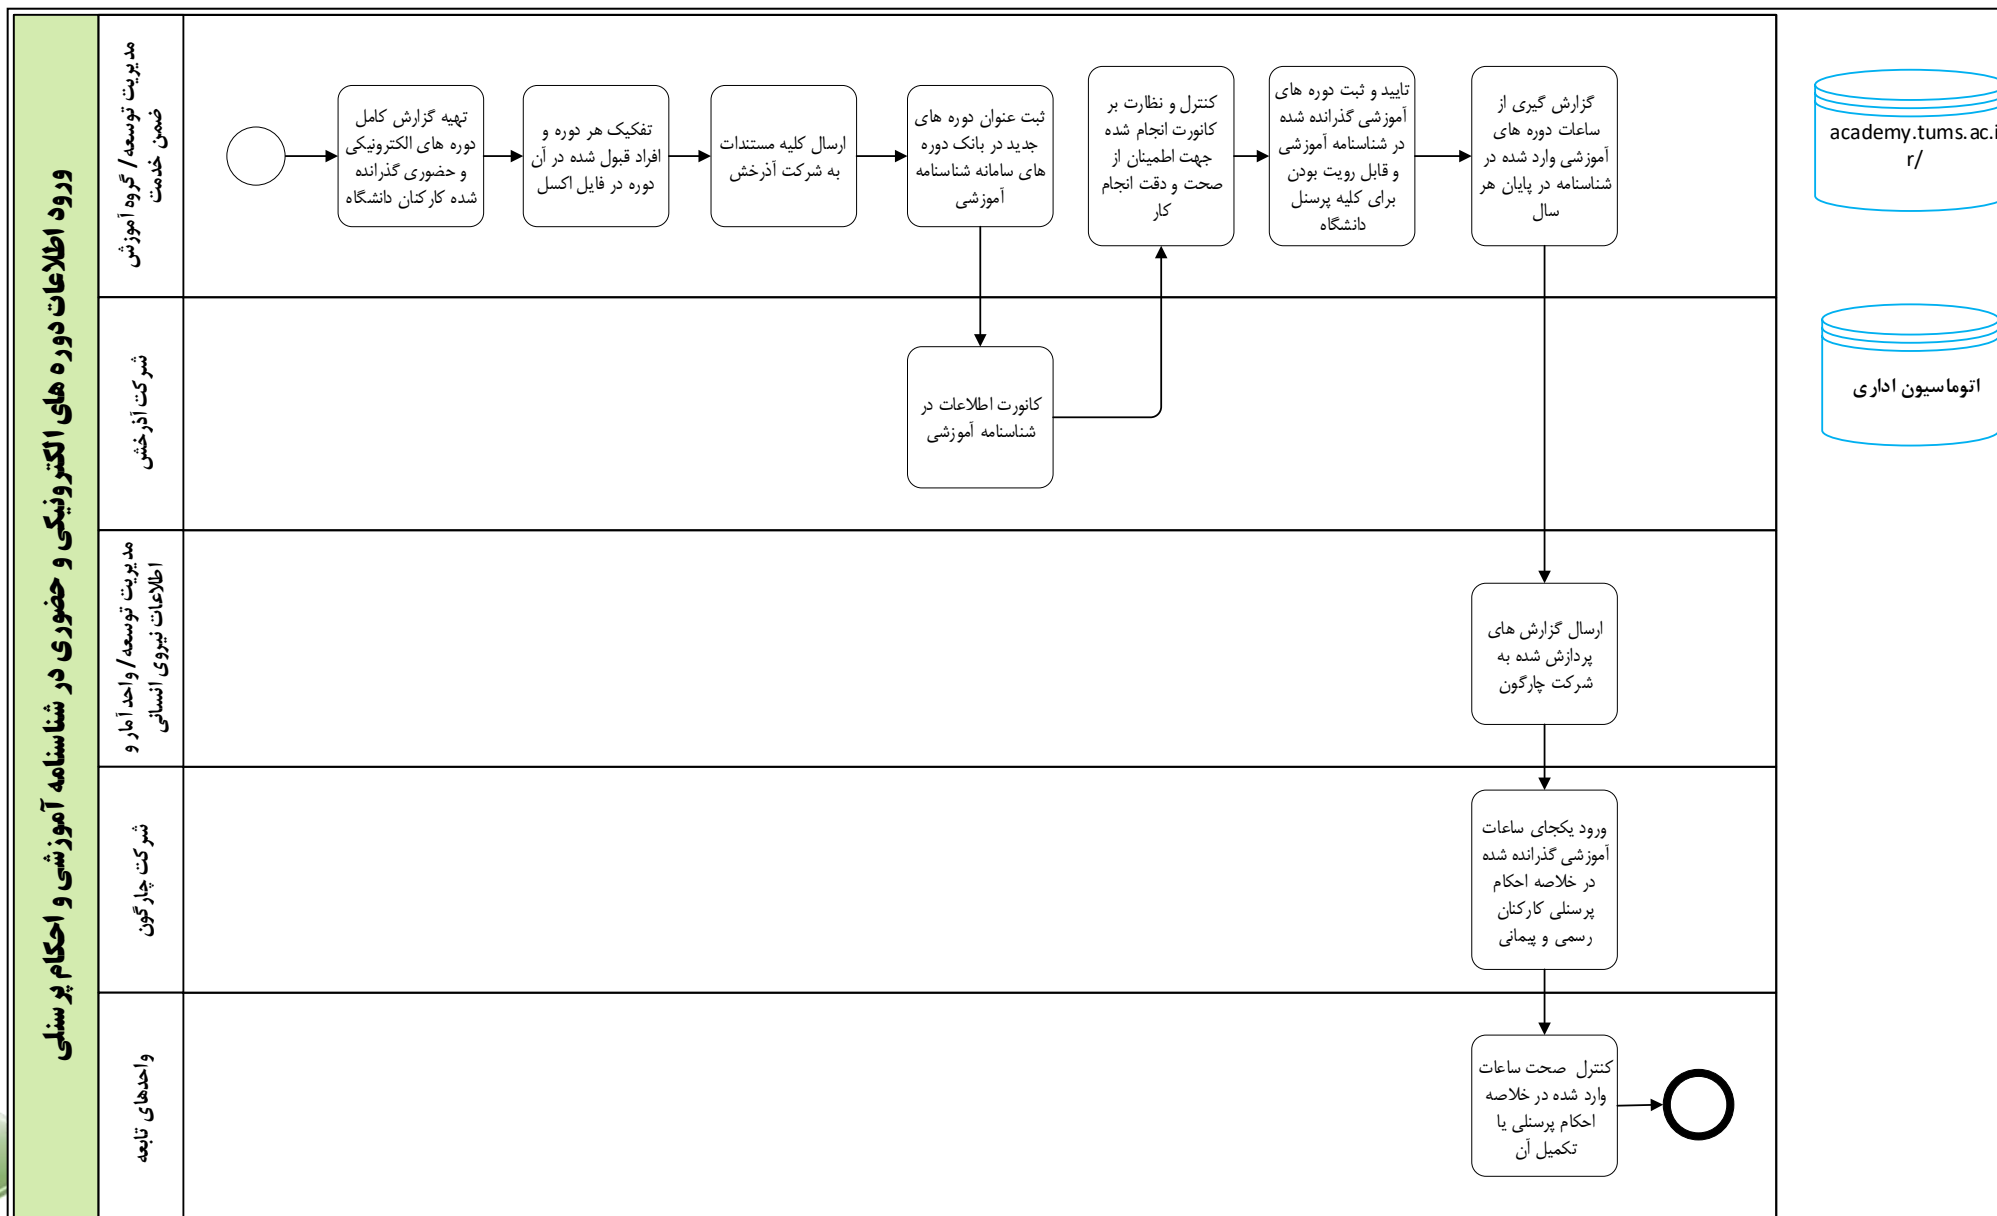 ورود اطلاعات دوره های الکترونیکی و حضوری در شناسنامه آموزشی و احکام پرسنلی
مدیریت توسعه/ گروه آموزش
ضمن خدمت
تهیه گزارش کامل
دوره های الکترونیکی
و حضوری گذرانده
شده کارکنان دانشگاه
تفکیک هر دوره و
افراد قبول شده در آن
دوره در فایل اکسل
ارسال کلیه مستندات
به شرکت آذرخش
ثبت عنوان دوره های
جدید در بانک دوره
های سامانه شناسنامه
آموزشی
کنترل و نظارت بر
کانورت انجام شده
جهت اطمینان از
صحت و دقت انجام
کار
تایید و ثبت دوره های
آموزشی گذرانده شده
در شناسنامه آموزشی
و قابل رویت بودن
برای کلیه پرسنل
دانشگاه
گزارش گیری از
ساعات دوره های
آموزشی وارد شده در
شناسنامه در پایان هر
سال
academy.tums.ac.i
r/
شرکت آذرخش
کانورت اطلاعات در
شناسنامه آموزشی
اتوماسیون اداری
مدیریت توسعه/ واحد آمار و
اطلاعات نیروی انسانی
ارسال گزارش های
پردازش شده به
شرکت چارگون
شرکت چارگون
ورود یکجای ساعات
آموزشی گذرانده شده
در خلاصه احکام
پرسنلی کارکنان
رسمی و پیمانی
واحدهای تابعه
کنترل صحت ساعات
وارد شده در خلاصه
احکام پرسنلی یا
تکمیل آن